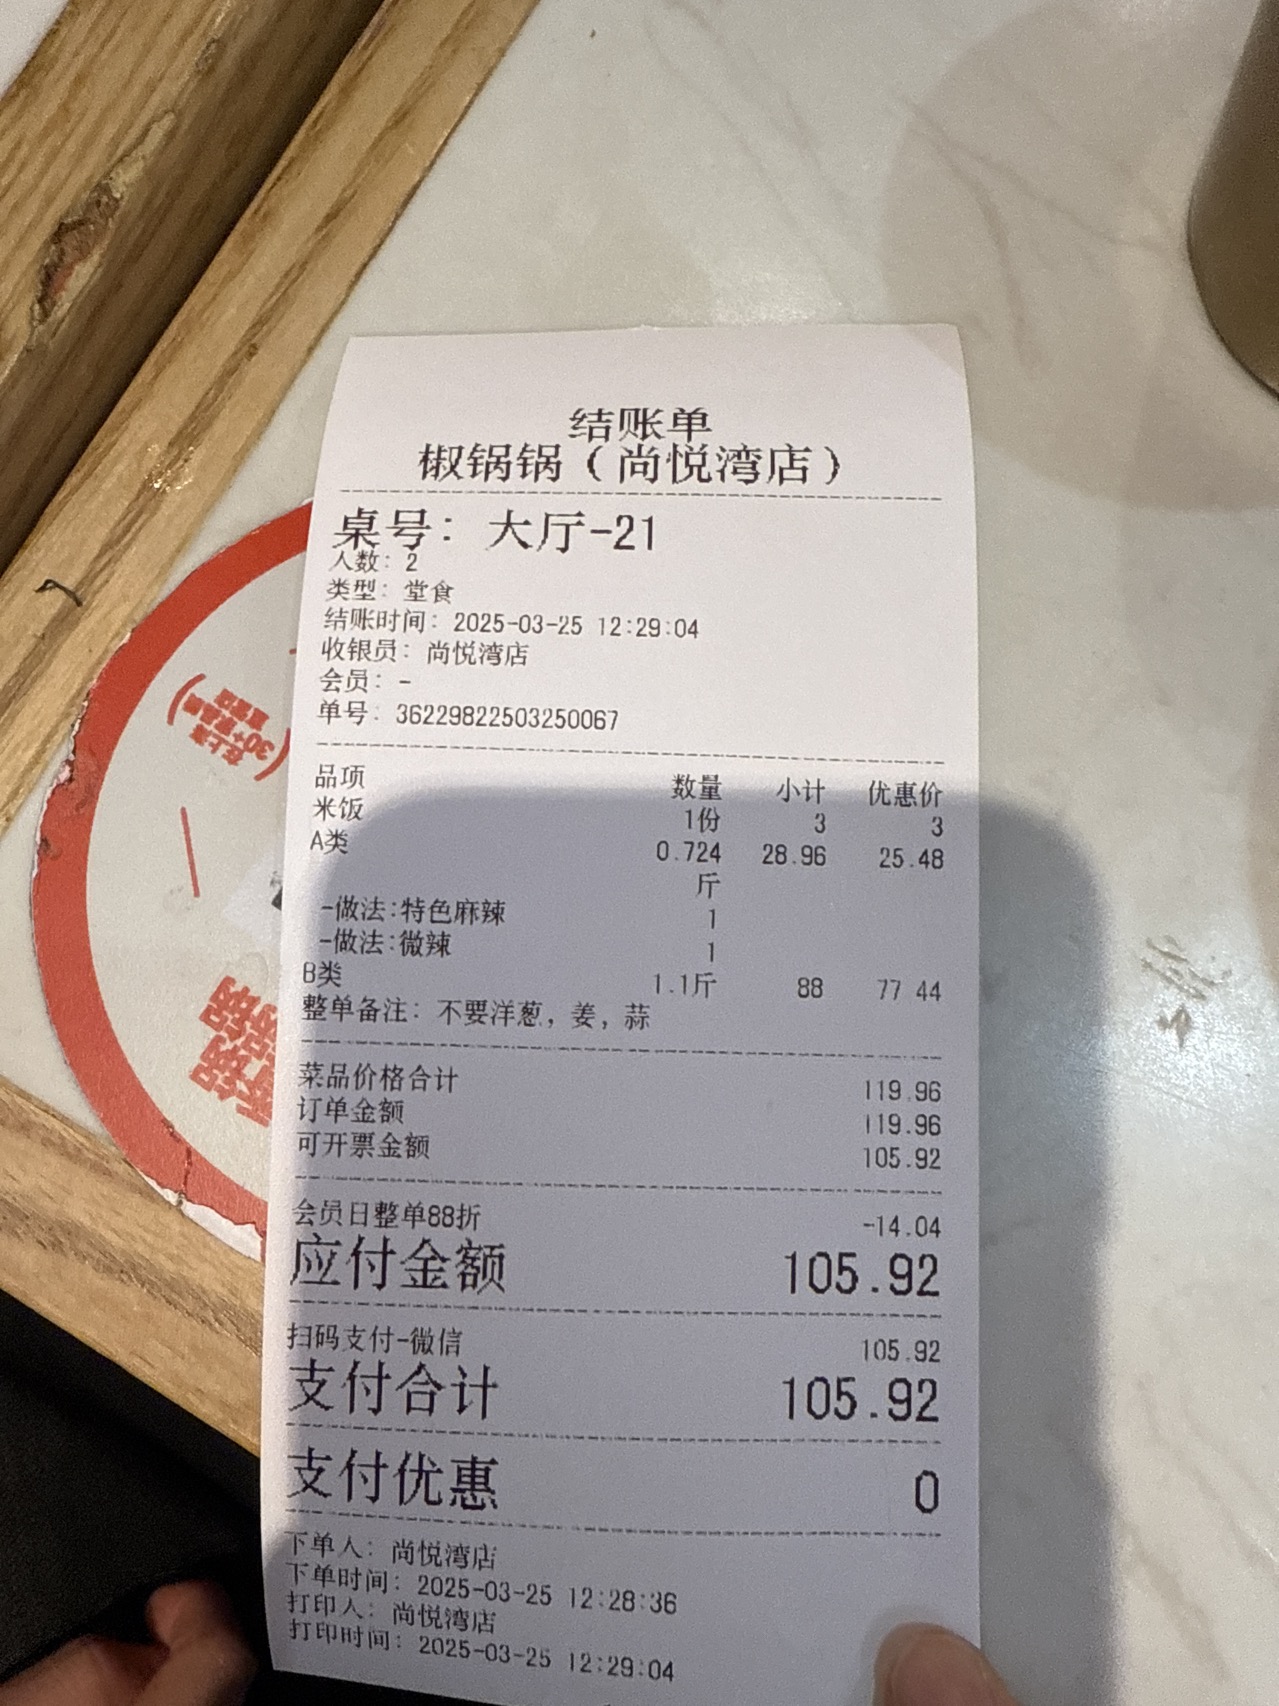 结账单
椒锅锅（尚悦湾店）
桌号：大厅-21
人数：2
类型：堂食
结账时间：2025-03-25 12:29:04
收银员：尚悦湾店
会员：-
单号：36229822503250067
品项 数量 小计 优惠价
米饭 1份 3 3
A类 0.724 28.96 25.48
斤
-做法:特色麻辣 1
-做法:微辣 1
B类 1.1斤 88 77.44
整单备注：不要洋葱，姜，蒜
菜品价格合计 119.96
订单金额 119.96
可开票金额 105.92
会员日整单88折 -14.04
应付金额 105.92
扫码支付-微信 105.92
支付合计 105.92
支付优惠 0
下单人：尚悦湾店
下单时间：2025-03-25 12:28:36
打印人：尚悦湾店
打印时间：2025-03-25 12:29:04